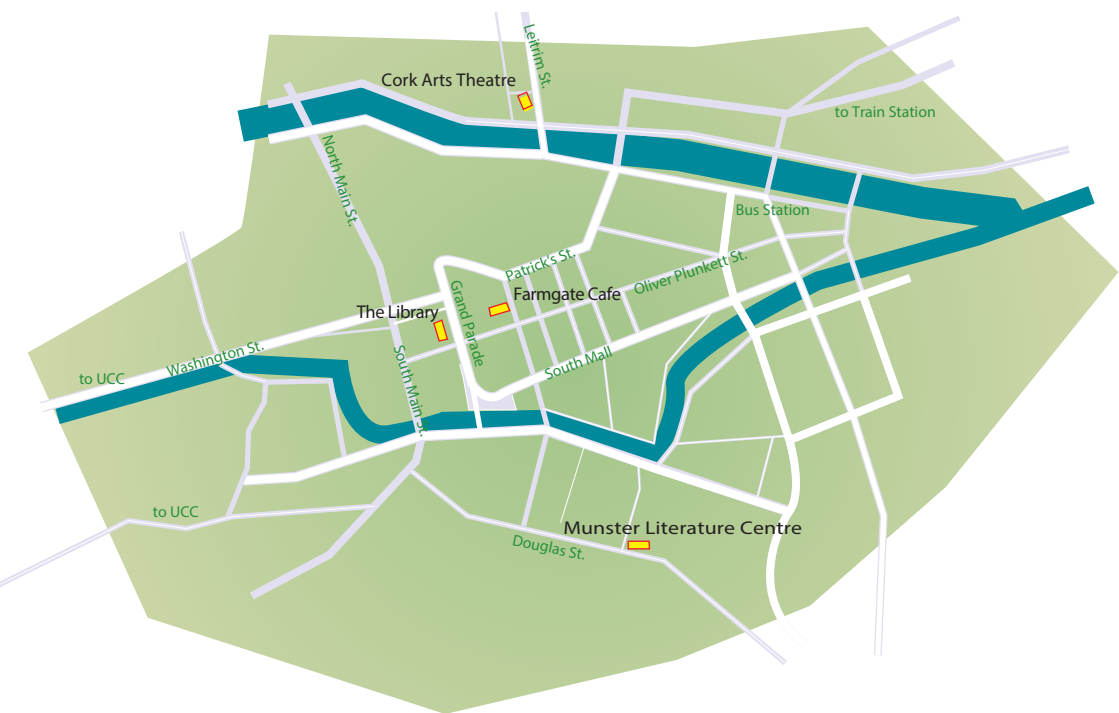 Leitrim St.
Cork Arts Theatre
to Train Station
North Main St.
Bus Station
Patrick's St.
Oliver Plunkett St.
Farmgate Cafe
The Library
Grand Parade
Washington St.
South Main St.
South Mall
to UCC
to UCC
Munster Literature Centre
Douglas St.